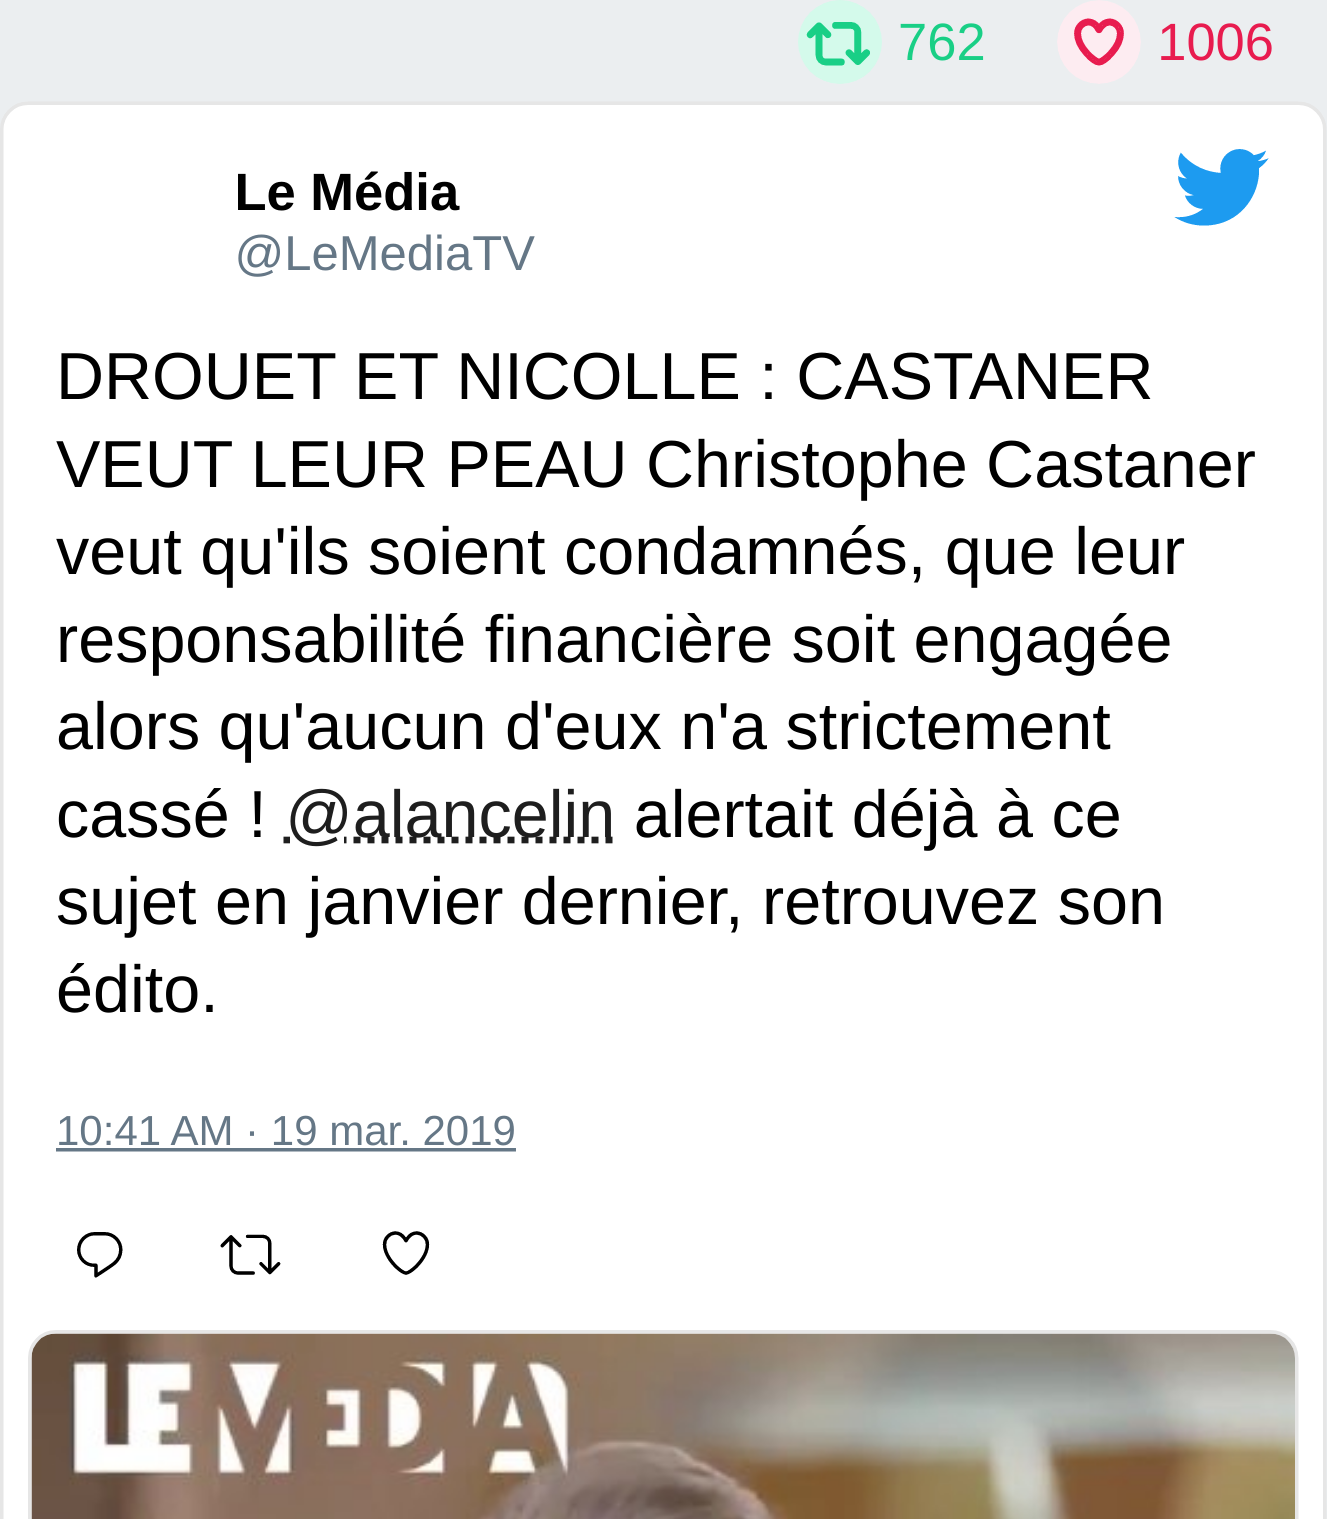 762 1006
Le Média
@LeMediaTV
DROUET ET NICOLLE : CASTANER
VEUT LEUR PEAU Christophe Castaner
veut qu'ils soient condamnés, que leur
responsabilité financière soit engagée
alors qu'aucun d'eux n'a strictement
cassé ! @alancelin alertait déjà à ce
sujet en janvier dernier, retrouvez son
édito.
10:41 AM · 19 mar. 2019
LE MEDIA